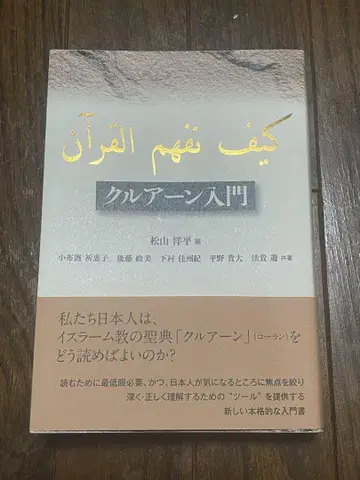 كيف نفهم القرآن
クルアーン入門
松山 洋平 編
小布施 祈恵子 後藤 絵美 下村 佳州紀 平野 貴大 法貴 遊 共著
私たち日本人は、
イスラーム教の聖典「クルアーン」(コーラン)を
どう読めばよいのか?
読むために最低限必要、かつ、日本人が気になるところに焦点を絞り
深く・正しく理解するための“ツール”を提供する
新しい本格的な入門書